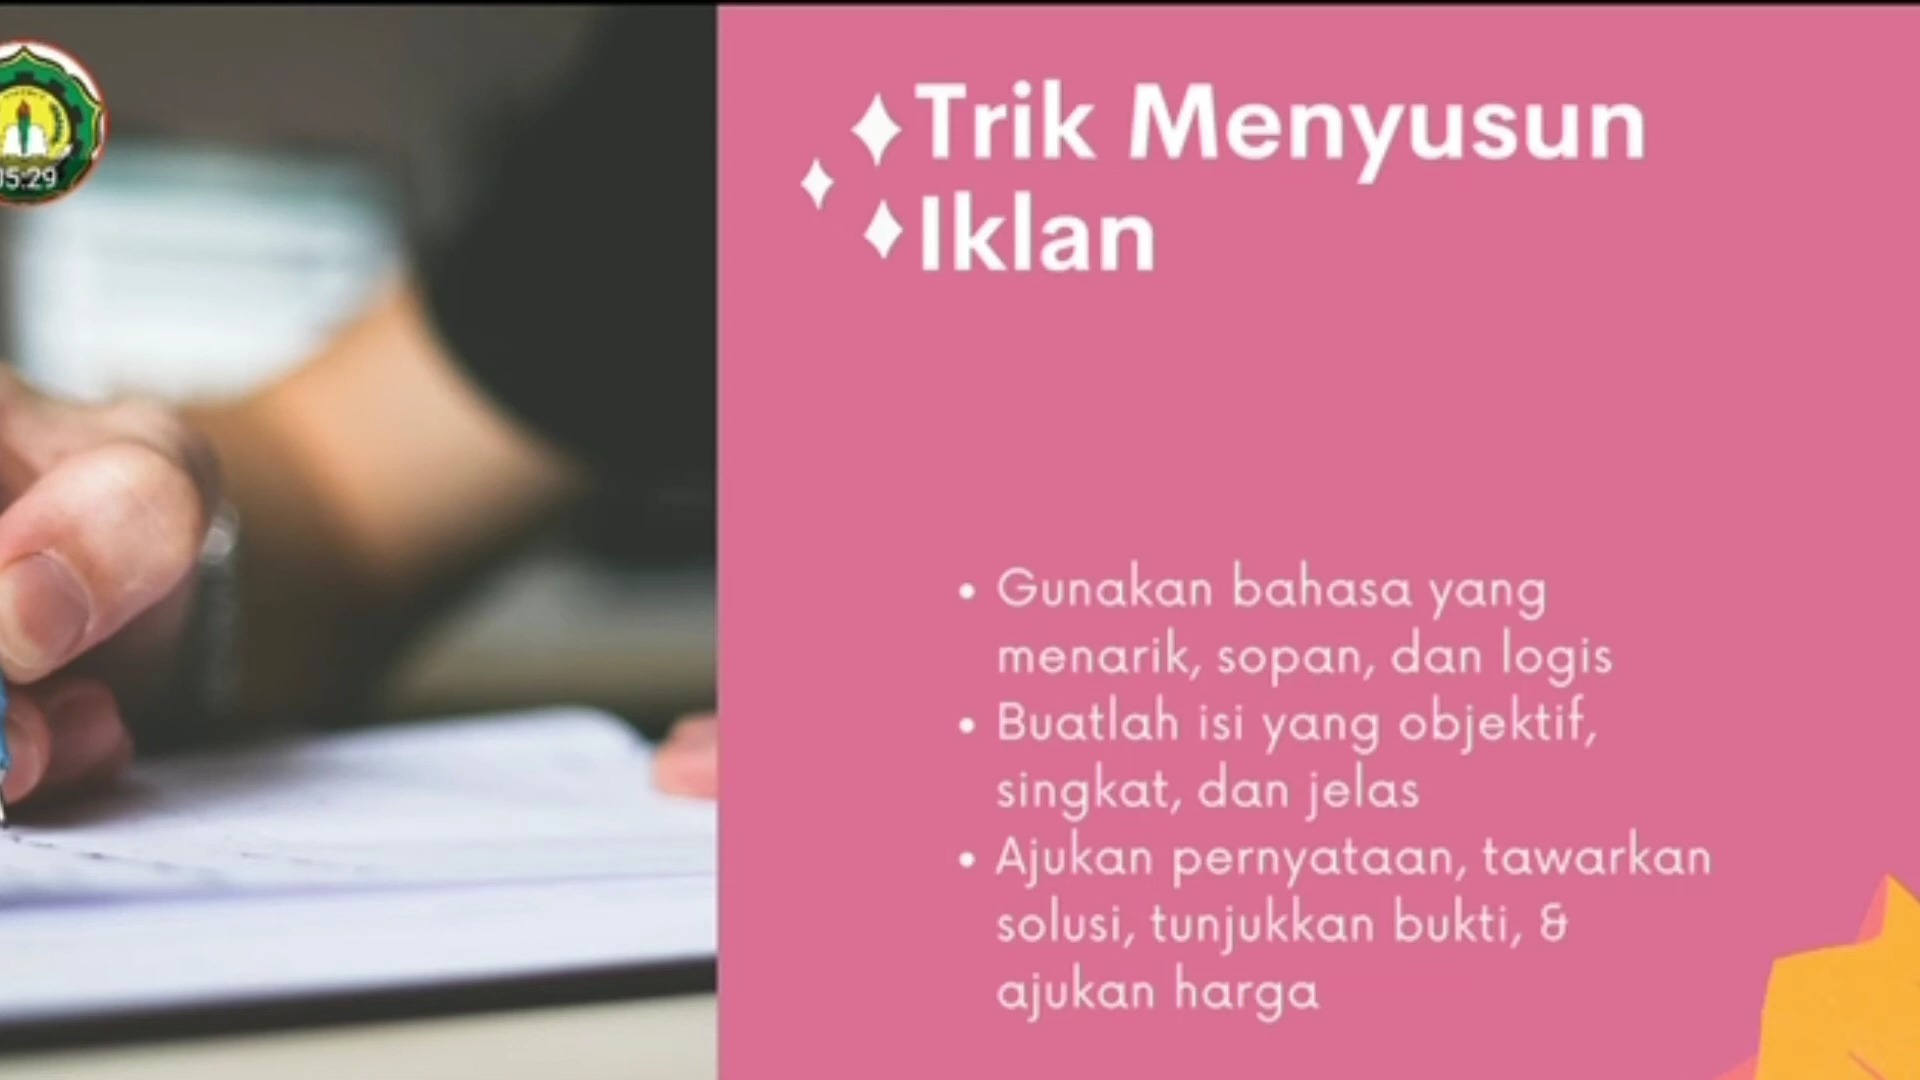 Trik Menyusun
Iklan
• Gunakan bahasa yang
menarik, sopan, dan logis
• Buatlah isi yang objektif,
singkat, dan jelas
• Ajukan pernyataan, tawarkan
solusi, tunjukkan bukti, &
ajukan harga